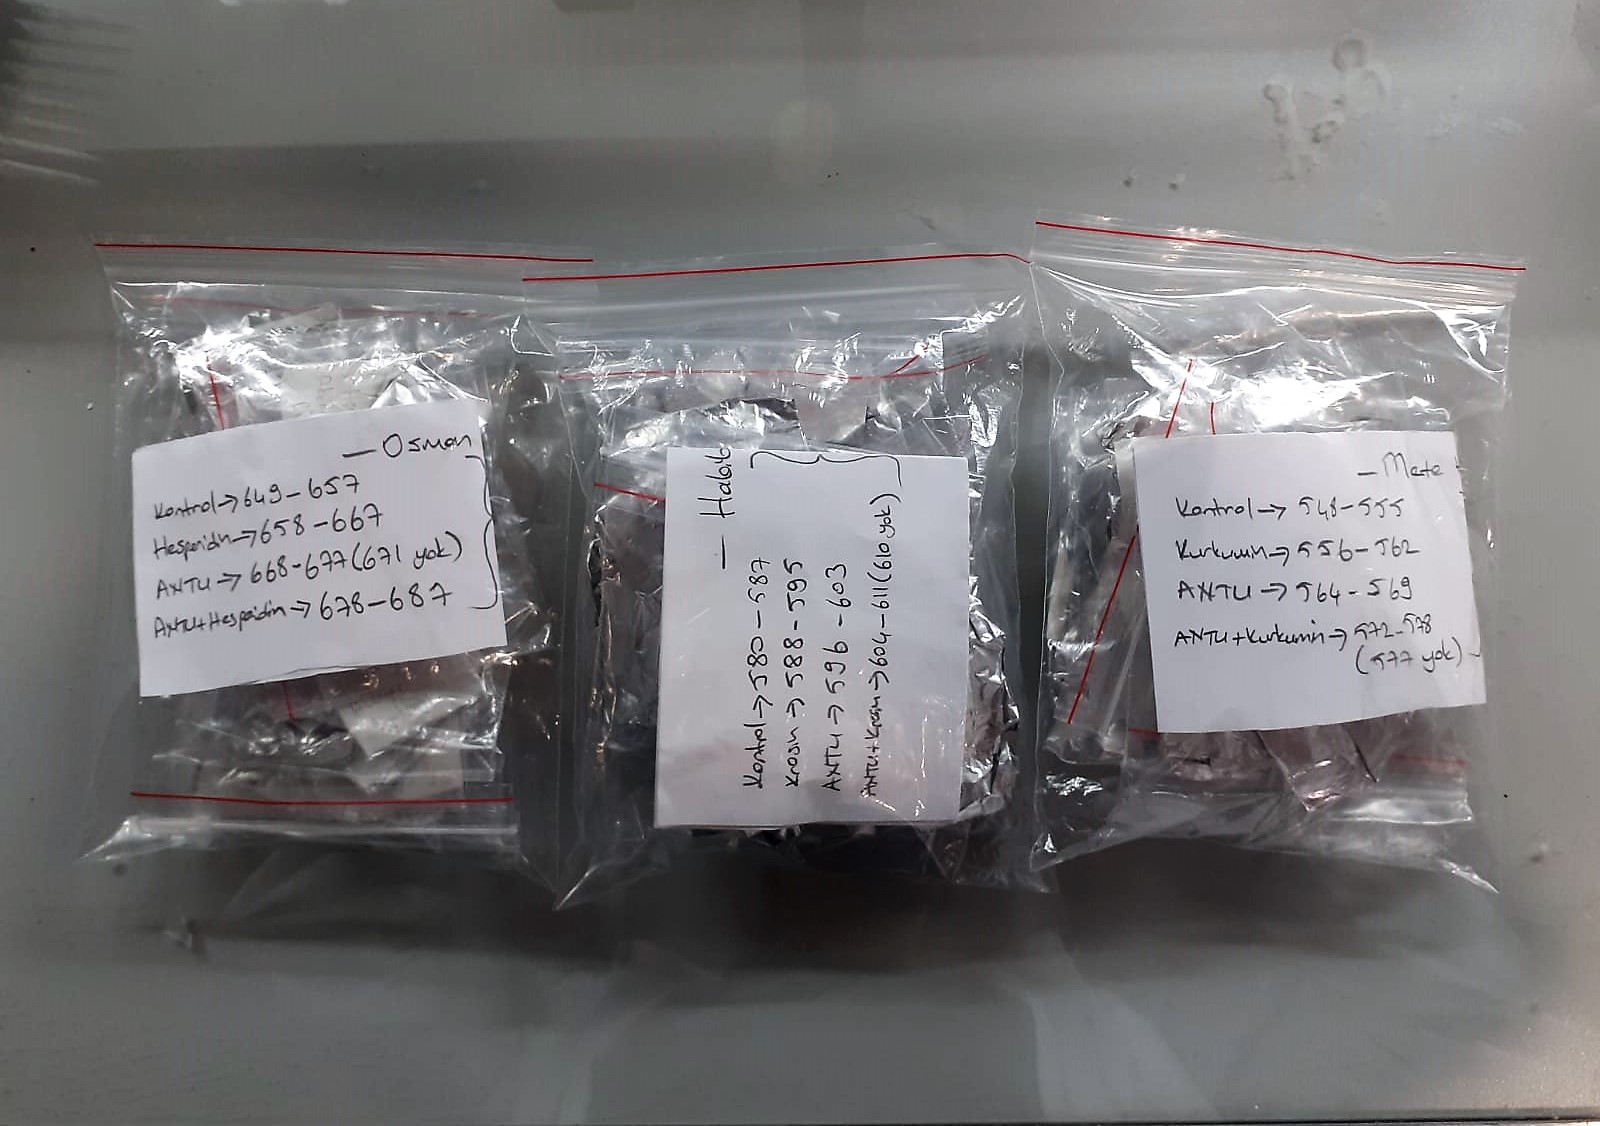 — Osman
Kontrol → 649-657
Hesperidin → 658-667
ANTU → 668-677 (671 yok)
ANTU+Hesperidin → 678-687
— Habib
Kontrol → 580-587
Krosin → 588-595
ANTU → 596-603
ANTU+Krosin → 604-611 (610 yok)
— Mete
Kontrol → 548-555
Kurkumin → 556-562
ANTU → 564-569
ANTU+Kurkumin → 572-578
(577 yok)